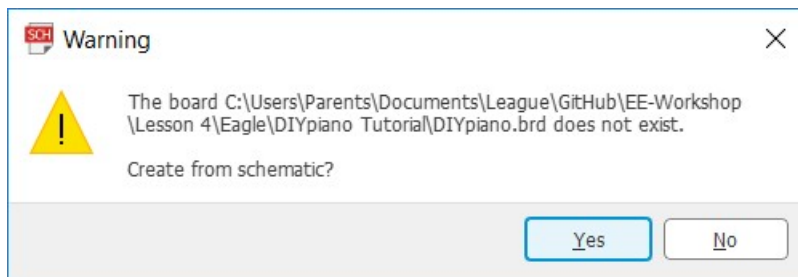 SCH
Warning
The board C:\Users\Parents\Documents\League\GitHub\EE-Workshop
\Lesson 4\Eagle\DIYpiano Tutorial\DIYpiano.brd does not exist.
Create from schematic?
Yes No